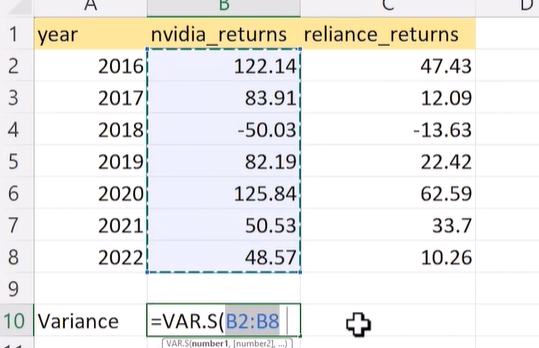 A B C D
1 year nvidia_returns reliance_returns
2 2016 122.14 47.43
3 2017 83.91 12.09
4 2018 -50.03 -13.63
5 2019 82.19 22.42
6 2020 125.84 62.59
7 2021 50.53 33.7
8 2022 48.57 10.26
9
10 Variance =VAR.S(B2:B8
VAR.S(number1, [number2], ...)